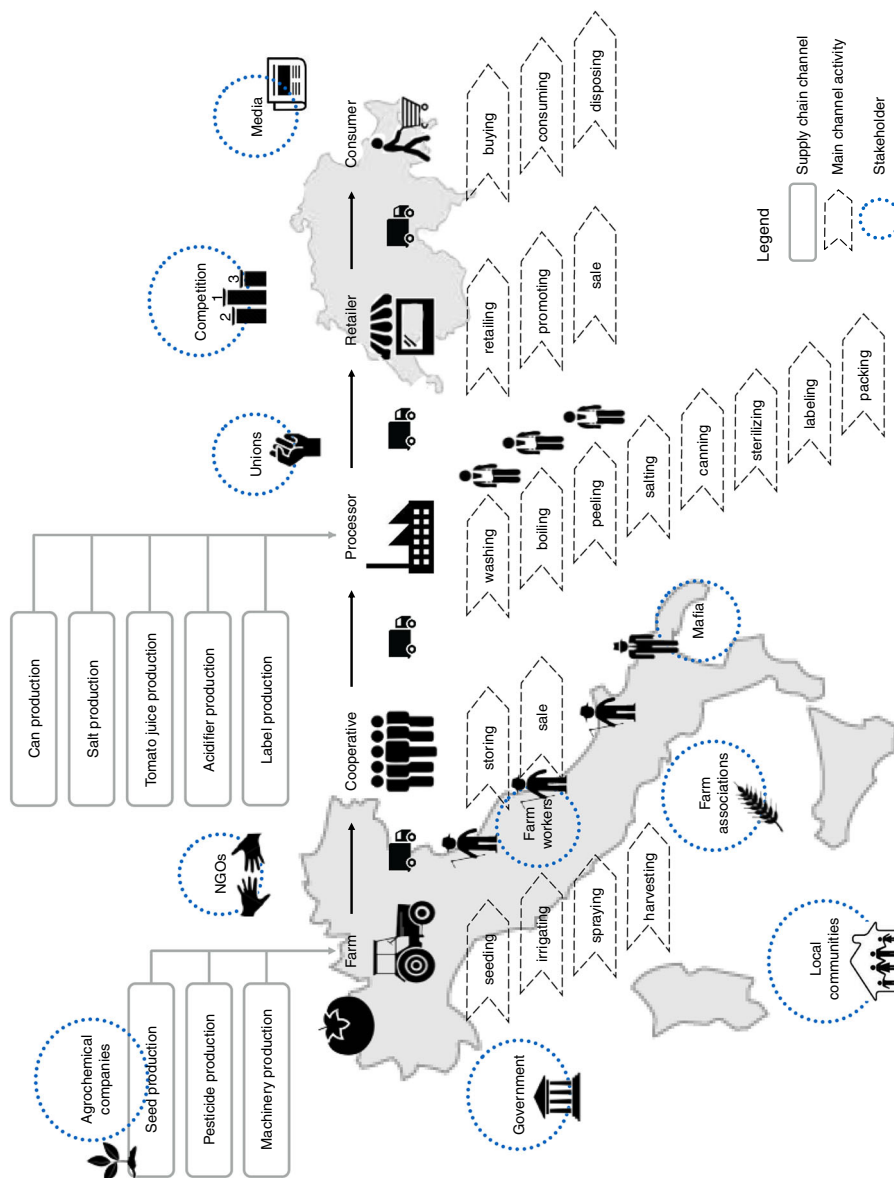 Agrochemical
companies
Seed production
Pesticide production
Machinery production
NGOs
Can production
Salt production
Tomato juice production
Acidifier production
Label production
Unions
Competition
2
1
3
Media
Farm
Cooperative
Processor
Retailer
Consumer
seeding
irrigating
spraying
harvesting
storing
sale
washing
boiling
peeling
salting
canning
sterilizing
labeling
packing
retailing
promoting
sale
buying
consuming
disposing
Government
Farm
workers
Mafia
Farm
associations
Local
communities
Legend
Supply chain channel
Main channel activity
Stakeholder